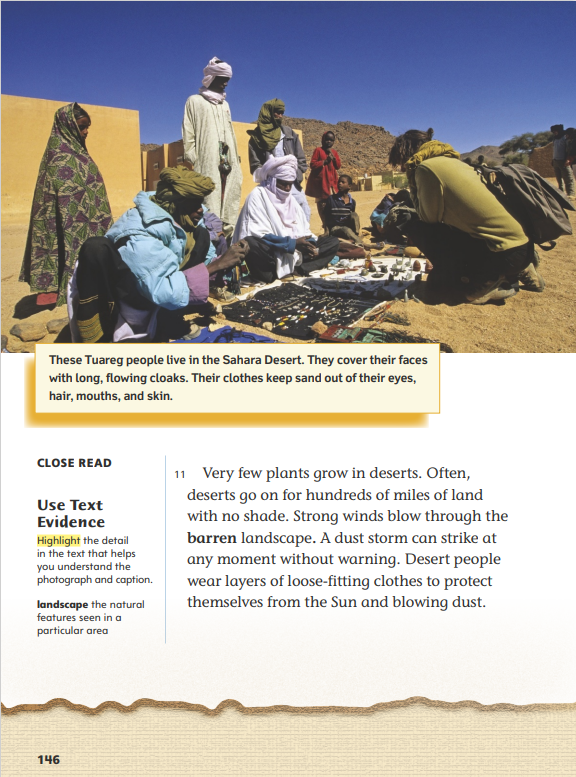 These Tuareg people live in the Sahara Desert. They cover their faces
with long, flowing cloaks. Their clothes keep sand out of their eyes,
hair, mouths, and skin.
CLOSE READ
Use Text
Evidence
Highlight the detail
in the text that helps
you understand the
photograph and caption.
landscape the natural
features seen in a
particular area
11 Very few plants grow in deserts. Often,
deserts go on for hundreds of miles of land
with no shade. Strong winds blow through the
barren landscape. A dust storm can strike at
any moment without warning. Desert people
wear layers of loose-fitting clothes to protect
themselves from the Sun and blowing dust.
146